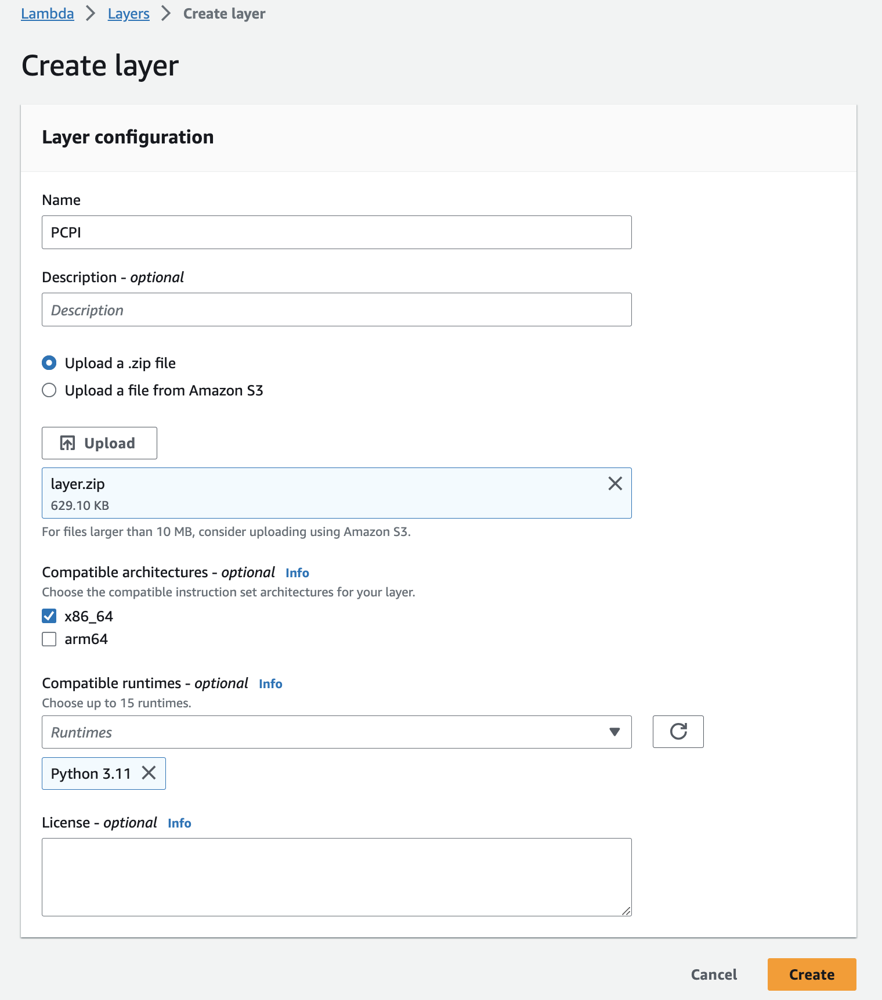 Lambda > Layers > Create layer
Create layer
Layer configuration
Name
PCPI
Description - optional
Description
Upload a .zip file
Upload a file from Amazon S3
Upload
layer.zip
629.10 KB
For files larger than 10 MB, consider uploading using Amazon S3.
Compatible architectures - optional Info
Choose the compatible instruction set architectures for your layer.
x86_64
arm64
Compatible runtimes - optional Info
Choose up to 15 runtimes.
Runtimes
Python 3.11
License - optional Info
Cancel Create